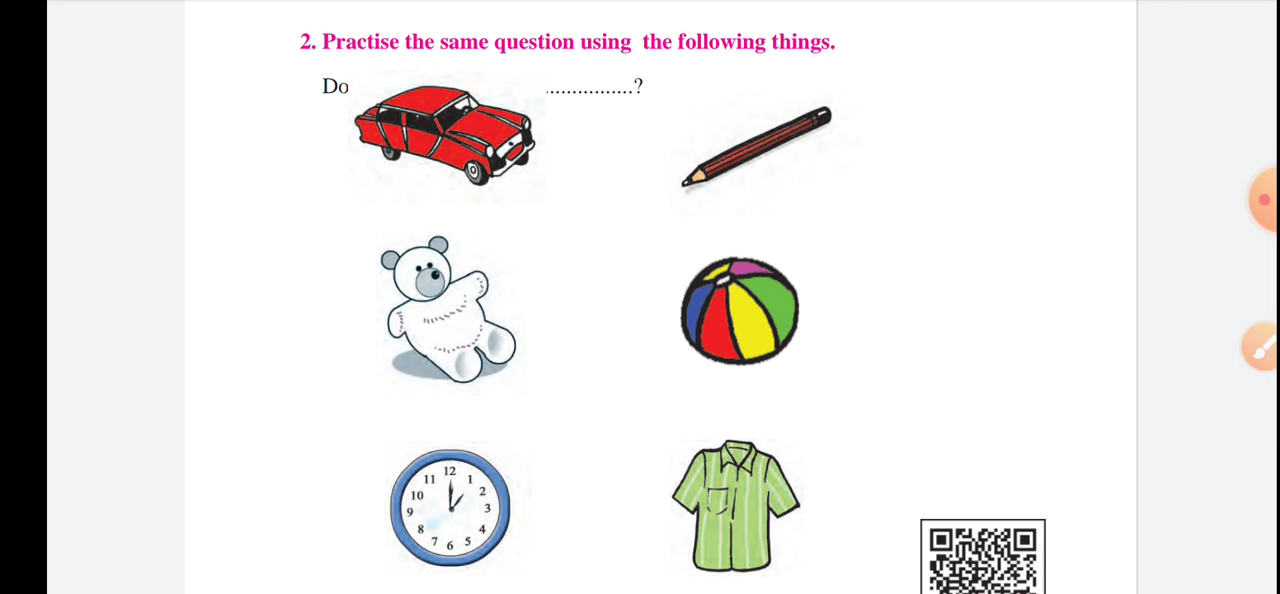 2. Practise the same question using the following things.
Do ................?
12
11 1
10 2
9 3
8 4
7 6 5